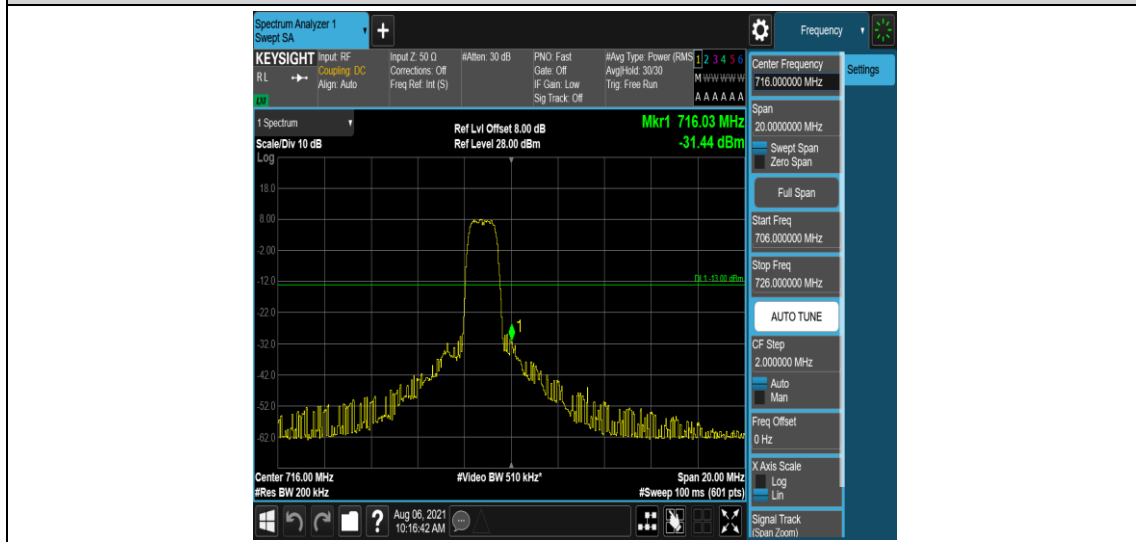 Spectrum Analyzer 1
Swept SA
+
Frequency
KEYSIGHT
RL
LXI
Input: RF
Coupling: DC
Align: Auto
Input Z: 50 Ω
Corrections: Off
Freq Ref: Int (S)
#Atten: 30 dB
PNO: Fast
Gate: Off
IF Gain: Low
Sig Track: Off
#Avg Type: Power (RMS
Avg|Hold: 30/30
Trig: Free Run
1 2 3 4 5 6
M W W W W W
A A A A A A
1 Spectrum
Scale/Div 10 dB
Log
Ref Lvl Offset 8.00 dB
Ref Level 28.00 dBm
Mkr1 716.03 MHz
-31.44 dBm
18.0
8.00
-2.00
-12.0
DL1 -13.00 dBm
-22.0
1
-32.0
-42.0
-52.0
-62.0
Center 716.00 MHz
#Res BW 200 kHz
#Video BW 510 kHz*
Span 20.00 MHz
#Sweep 100 ms (601 pts)
?
Aug 06, 2021
10:16:42 AM
Center Frequency
716.000000 MHz
Settings
Span
20.0000000 MHz
Swept Span
Zero Span
Full Span
Start Freq
706.000000 MHz
Stop Freq
726.000000 MHz
AUTO TUNE
CF Step
2.000000 MHz
Auto
Man
Freq Offset
0 Hz
X Axis Scale
Log
Lin
Signal Track
(Span Zoom)